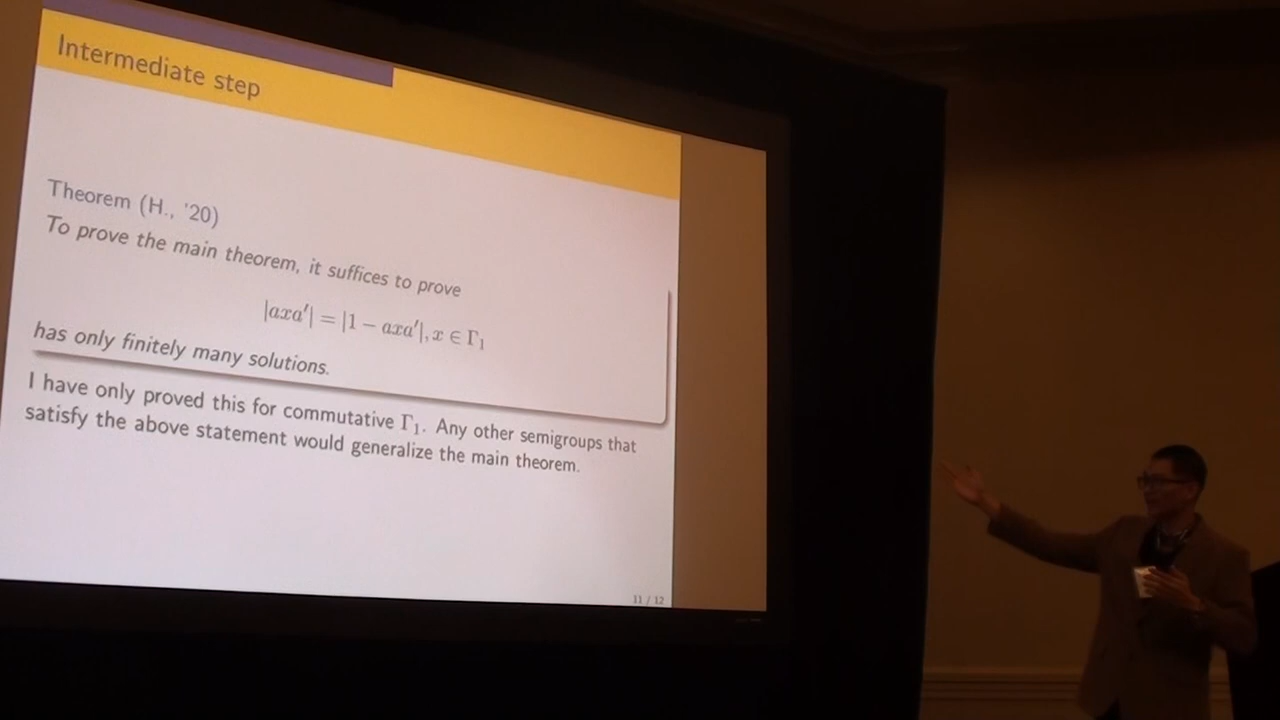 Intermediate step
Theorem (H., '20)
To prove the main theorem, it suffices to prove
|axa′| = |1 − axa′|, x ∈ Γ₁
has only finitely many solutions.
I have only proved this for commutative Γ₁. Any other semigroups that
satisfy the above statement would generalize the main theorem.
11 / 12